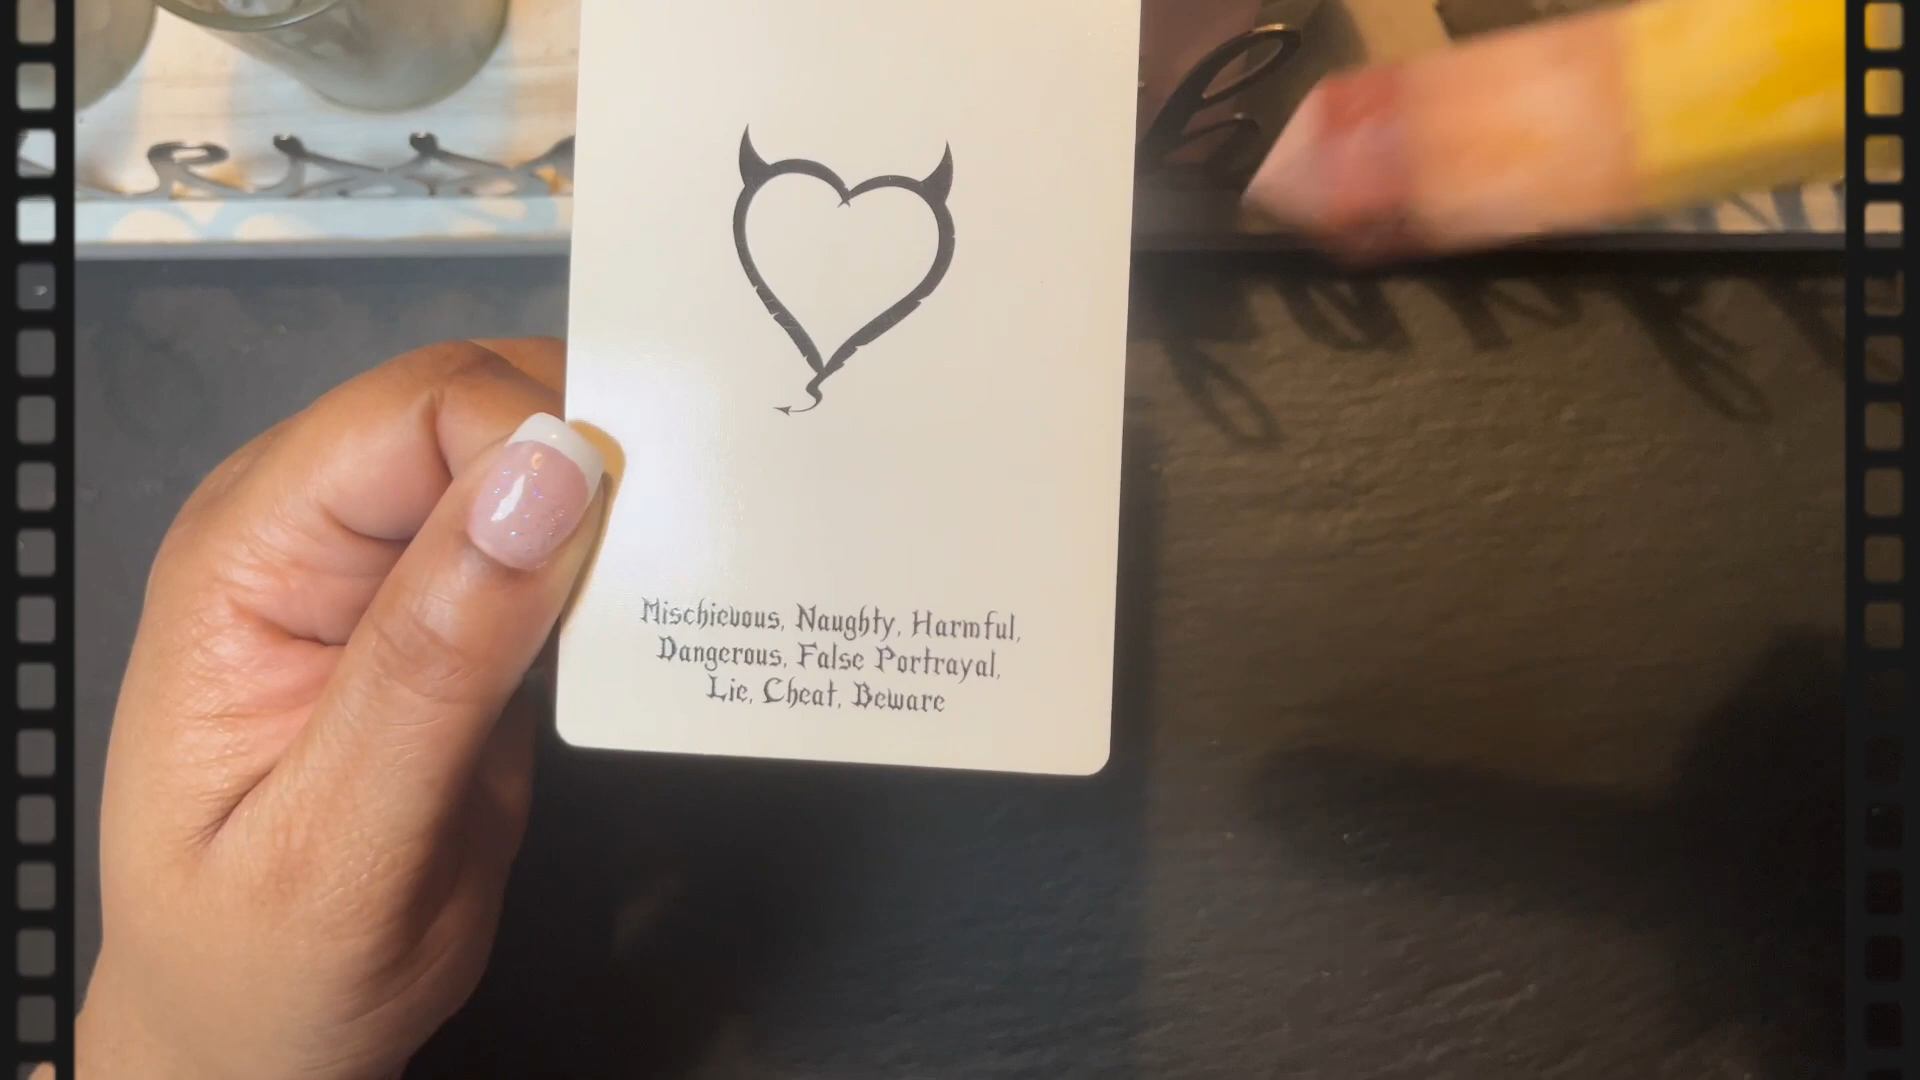 Mischievous, Naughty, Harmful,
Dangerous, False Portrayal,
Lie, Cheat, Beware